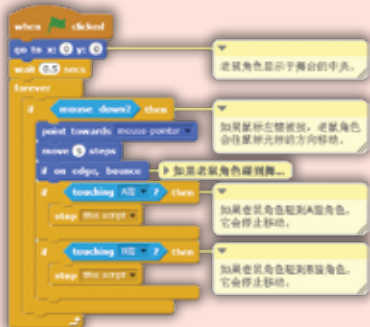 when clicked
go to x: 0 y: 0
老鼠角色显示于舞台的中央。
wait 0.5 secs
forever
if mouse down? then
如果鼠标左键被按，老鼠角色
会往鼠标光标的方向移动。
point towards mouse-pointer
move 5 steps
if on edge, bounce
如果老鼠角色碰到舞...
if touching A猫 ? then
如果老鼠角色碰到A猫角色，
它会停止移动。
stop this script
if touching B猫 ? then
如果老鼠角色碰到B猫角色，
它会停止移动。
stop this script